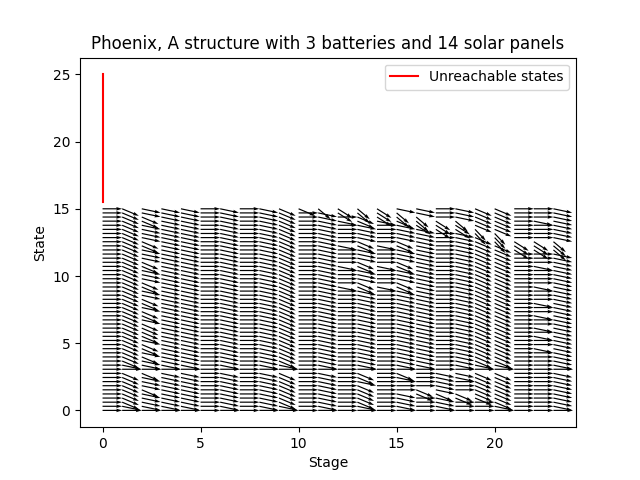 Phoenix, A structure with 3 batteries and 14 solar panels
Unreachable states
25
20
15
10
5
0
State
0 5 10 15 20
Stage